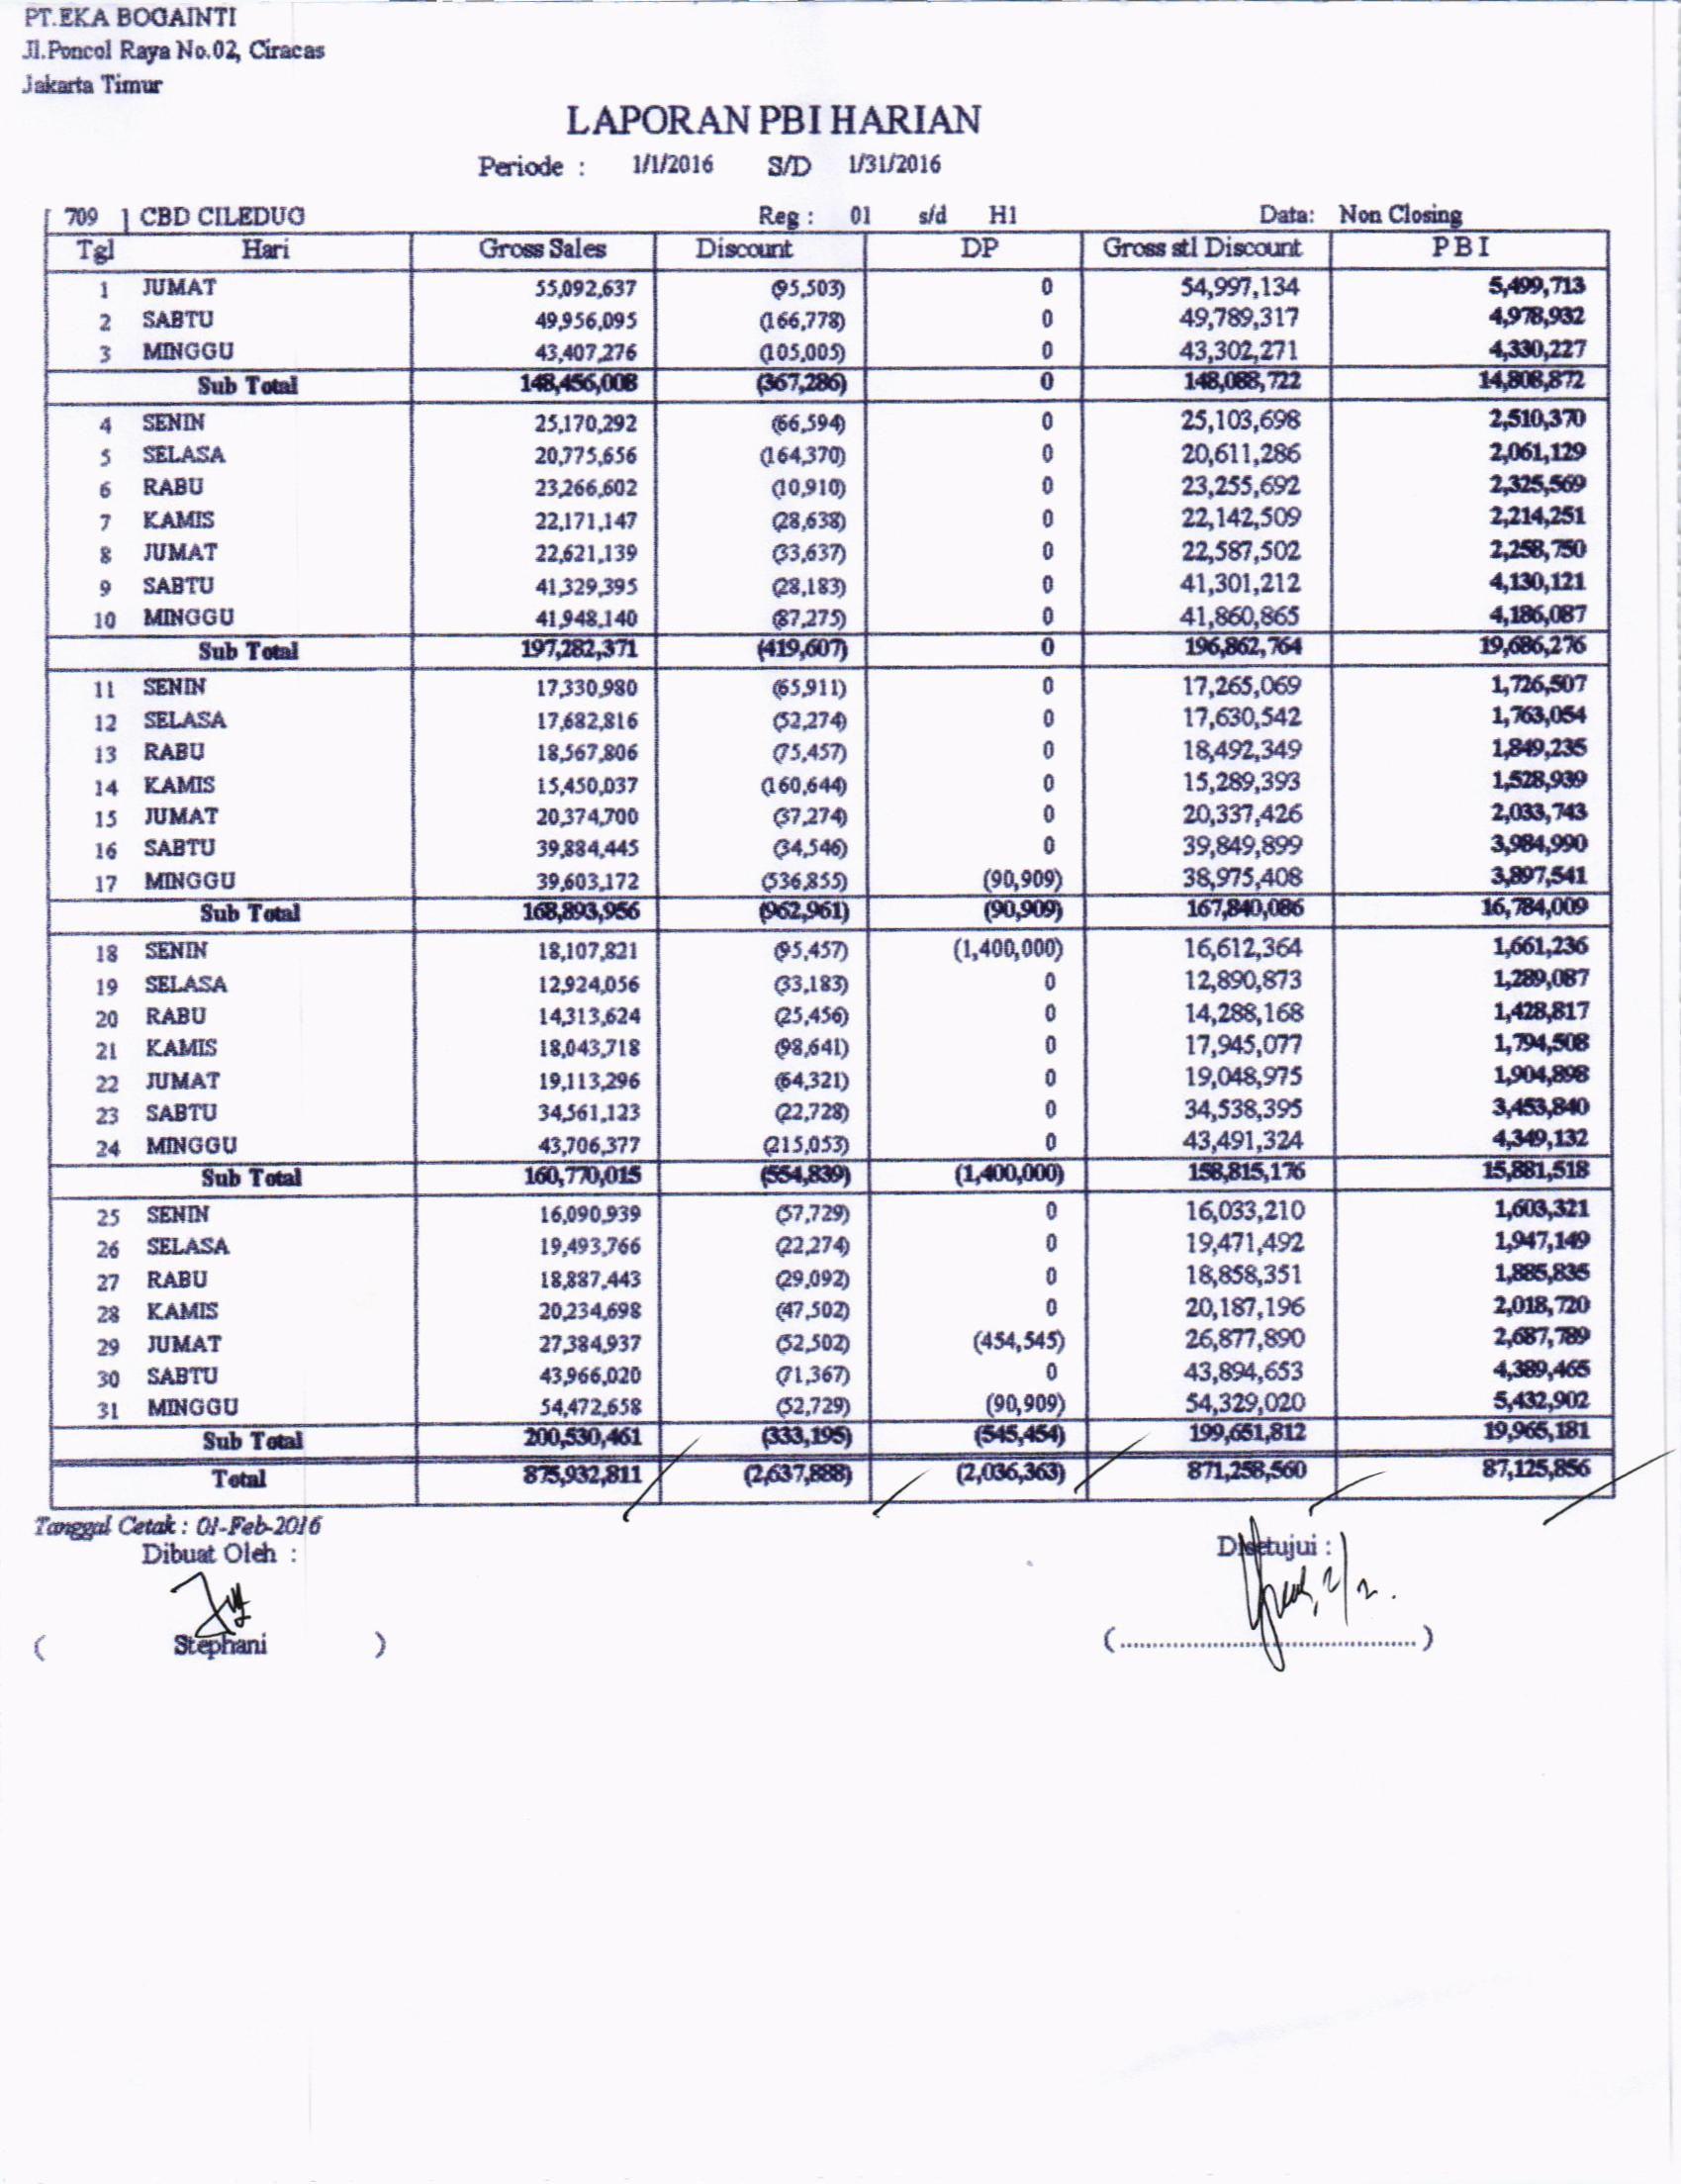 PT.EKA BOGAINTI
Jl.Poncol Raya No.02, Ciracas
Jakarta Timur
LAPORAN PBI HARIAN
Periode : 1/1/2016 S/D 1/31/2016
[ 709 ] CBD CILEDUG Reg : 01 s/d H1 Data: Non Closing
Tgl Hari Gross Sales Discount DP Gross stl Discount PBI
1 JUMAT 55,092,637 (95,503) 0 54,997,134 5,499,713
2 SABTU 49,956,095 (166,778) 0 49,789,317 4,978,932
3 MINGGU 43,407,276 (105,005) 0 43,302,271 4,330,227
Sub Total 148,456,008 (367,286) 0 148,088,722 14,808,872
4 SENIN 25,170,292 (66,594) 0 25,103,698 2,510,370
5 SELASA 20,775,656 (164,370) 0 20,611,286 2,061,129
6 RABU 23,266,602 (10,910) 0 23,255,692 2,325,569
7 KAMIS 22,171,147 (28,638) 0 22,142,509 2,214,251
8 JUMAT 22,621,139 (33,637) 0 22,587,502 2,258,750
9 SABTU 41,329,395 (28,183) 0 41,301,212 4,130,121
10 MINGGU 41,948,140 (87,275) 0 41,860,865 4,186,087
Sub Total 197,282,371 (419,607) 0 196,862,764 19,686,276
11 SENIN 17,330,980 (65,911) 0 17,265,069 1,726,507
12 SELASA 17,682,816 (52,274) 0 17,630,542 1,763,054
13 RABU 18,567,806 (75,457) 0 18,492,349 1,849,235
14 KAMIS 15,450,037 (160,644) 0 15,289,393 1,528,939
15 JUMAT 20,374,700 (37,274) 0 20,337,426 2,033,743
16 SABTU 39,884,445 (34,546) 0 39,849,899 3,984,990
17 MINGGU 39,603,172 (536,855) (90,909) 38,975,408 3,897,541
Sub Total 168,893,956 (962,961) (90,909) 167,840,086 16,784,009
18 SENIN 18,107,821 (95,457) (1,400,000) 16,612,364 1,661,236
19 SELASA 12,924,056 (33,183) 0 12,890,873 1,289,087
20 RABU 14,313,624 (25,456) 0 14,288,168 1,428,817
21 KAMIS 18,043,718 (98,641) 0 17,945,077 1,794,508
22 JUMAT 19,113,296 (64,321) 0 19,048,975 1,904,898
23 SABTU 34,561,123 (22,728) 0 34,538,395 3,453,840
24 MINGGU 43,706,377 (215,053) 0 43,491,324 4,349,132
Sub Total 160,770,015 (554,839) (1,400,000) 158,815,176 15,881,518
25 SENIN 16,090,939 (57,729) 0 16,033,210 1,603,321
26 SELASA 19,493,766 (22,274) 0 19,471,492 1,947,149
27 RABU 18,887,443 (29,092) 0 18,858,351 1,885,835
28 KAMIS 20,234,698 (47,502) 0 20,187,196 2,018,720
29 JUMAT 27,384,937 (52,502) (454,545) 26,877,890 2,687,789
30 SABTU 43,966,020 (71,367) 0 43,894,653 4,389,465
31 MINGGU 54,472,658 (52,729) (90,909) 54,329,020 5,432,902
Sub Total 200,530,461 (333,195) (545,454) 199,651,812 19,965,181
Total 875,932,811 (2,637,888) (2,036,363) 871,258,560 87,125,856
Tanggal Cetak : 01-Feb-2016
Dibuat Oleh : Disetujui :
2/2.
( Stephani ) (................................................)